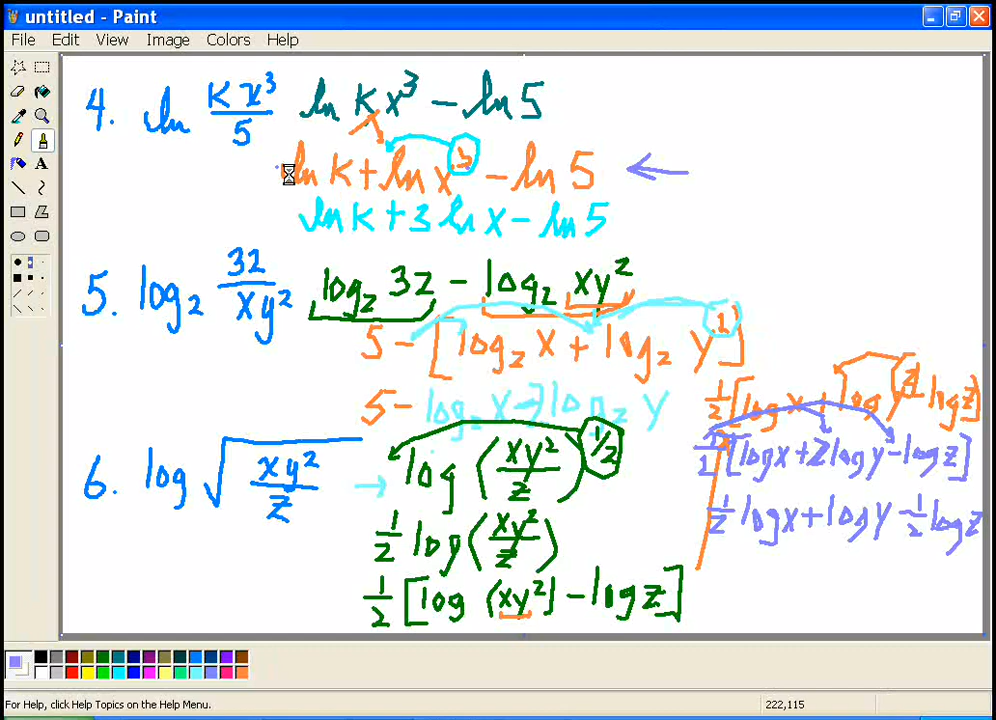 untitled - Paint
File Edit View Image Colors Help
4. ln kx³/5 ln kx³ - ln 5
ln k + ln x³ - ln 5
ln k + 3 ln x - ln 5
5. log₂ 32/xy² log₂ 32 - log₂ xy²
5 - [log₂ x + log₂ y
5 - log₂ x log₂ y
6. log √(xy²/z) → log (xy²/z)^1/2
1/2 log (xy²/z)
1/2 [log (xy²) - log z]
1/2 [log x + log y² - log z]
1/2 [log x + 2 log y - log z]
1/2 log x + log y - 1/2 log z
For Help, click Help Topics on the Help Menu.
222,115